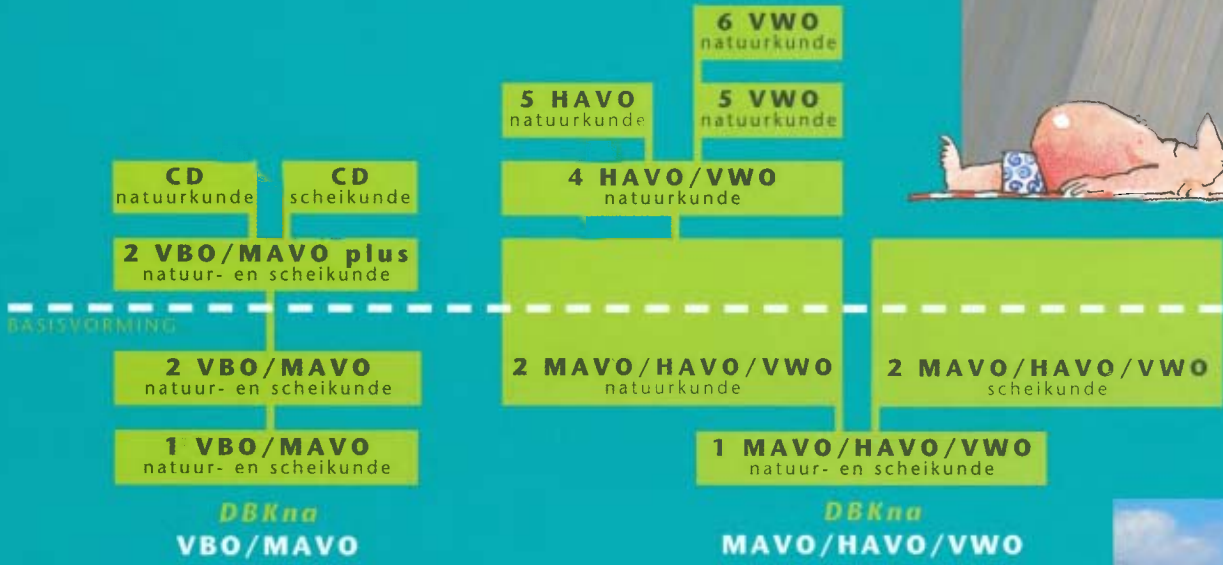 6 VWO
natuurkunde
5 HAVO
natuurkunde
5 VWO
natuurkunde
CD
natuurkunde
CD
scheikunde
4 HAVO/VWO
natuurkunde
2 VBO/MAVO plus
natuur- en scheikunde
BASISVORMING
2 VBO/MAVO
natuur- en scheikunde
2 MAVO/HAVO/VWO
natuurkunde
2 MAVO/HAVO/VWO
scheikunde
1 VBO/MAVO
natuur- en scheikunde
1 MAVO/HAVO/VWO
natuur- en scheikunde
DBKna
VBO/MAVO
DBKna
MAVO/HAVO/VWO